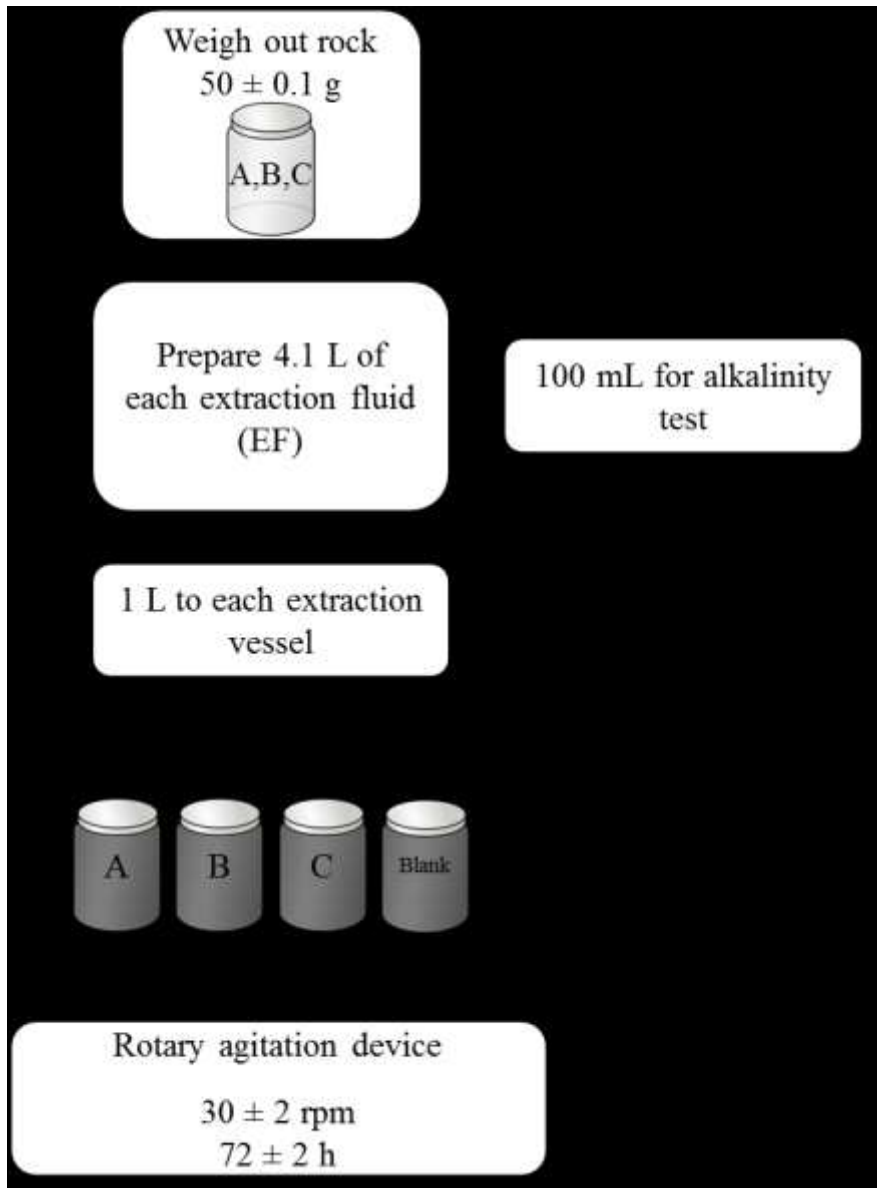 Weigh out rock
50 ± 0.1 g
A,B,C
Prepare 4.1 L of
each extraction fluid
(EF)
100 mL for alkalinity
test
1 L to each extraction
vessel
A
B
C
Blank
Rotary agitation device
30 ± 2 rpm
72 ± 2 h